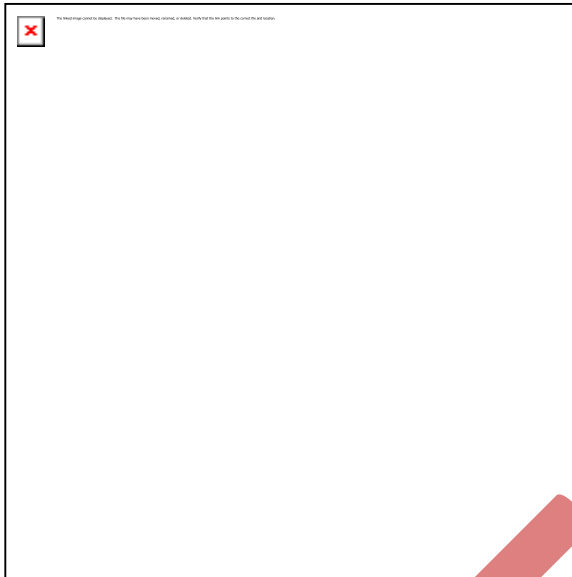 The linked image cannot be displayed.  The file may have been moved, renamed, or deleted. Verify that the link points to the correct file and location.